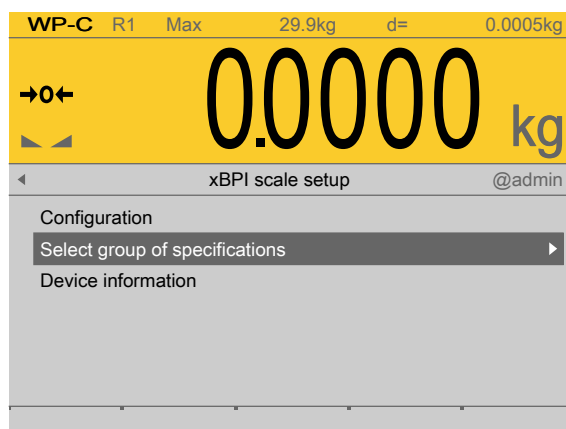 WP-C R1 Max 29.9kg d= 0.0005kg
→0← 0.0000 kg
xBPI scale setup @admin
Configuration
Select group of specifications
Device information